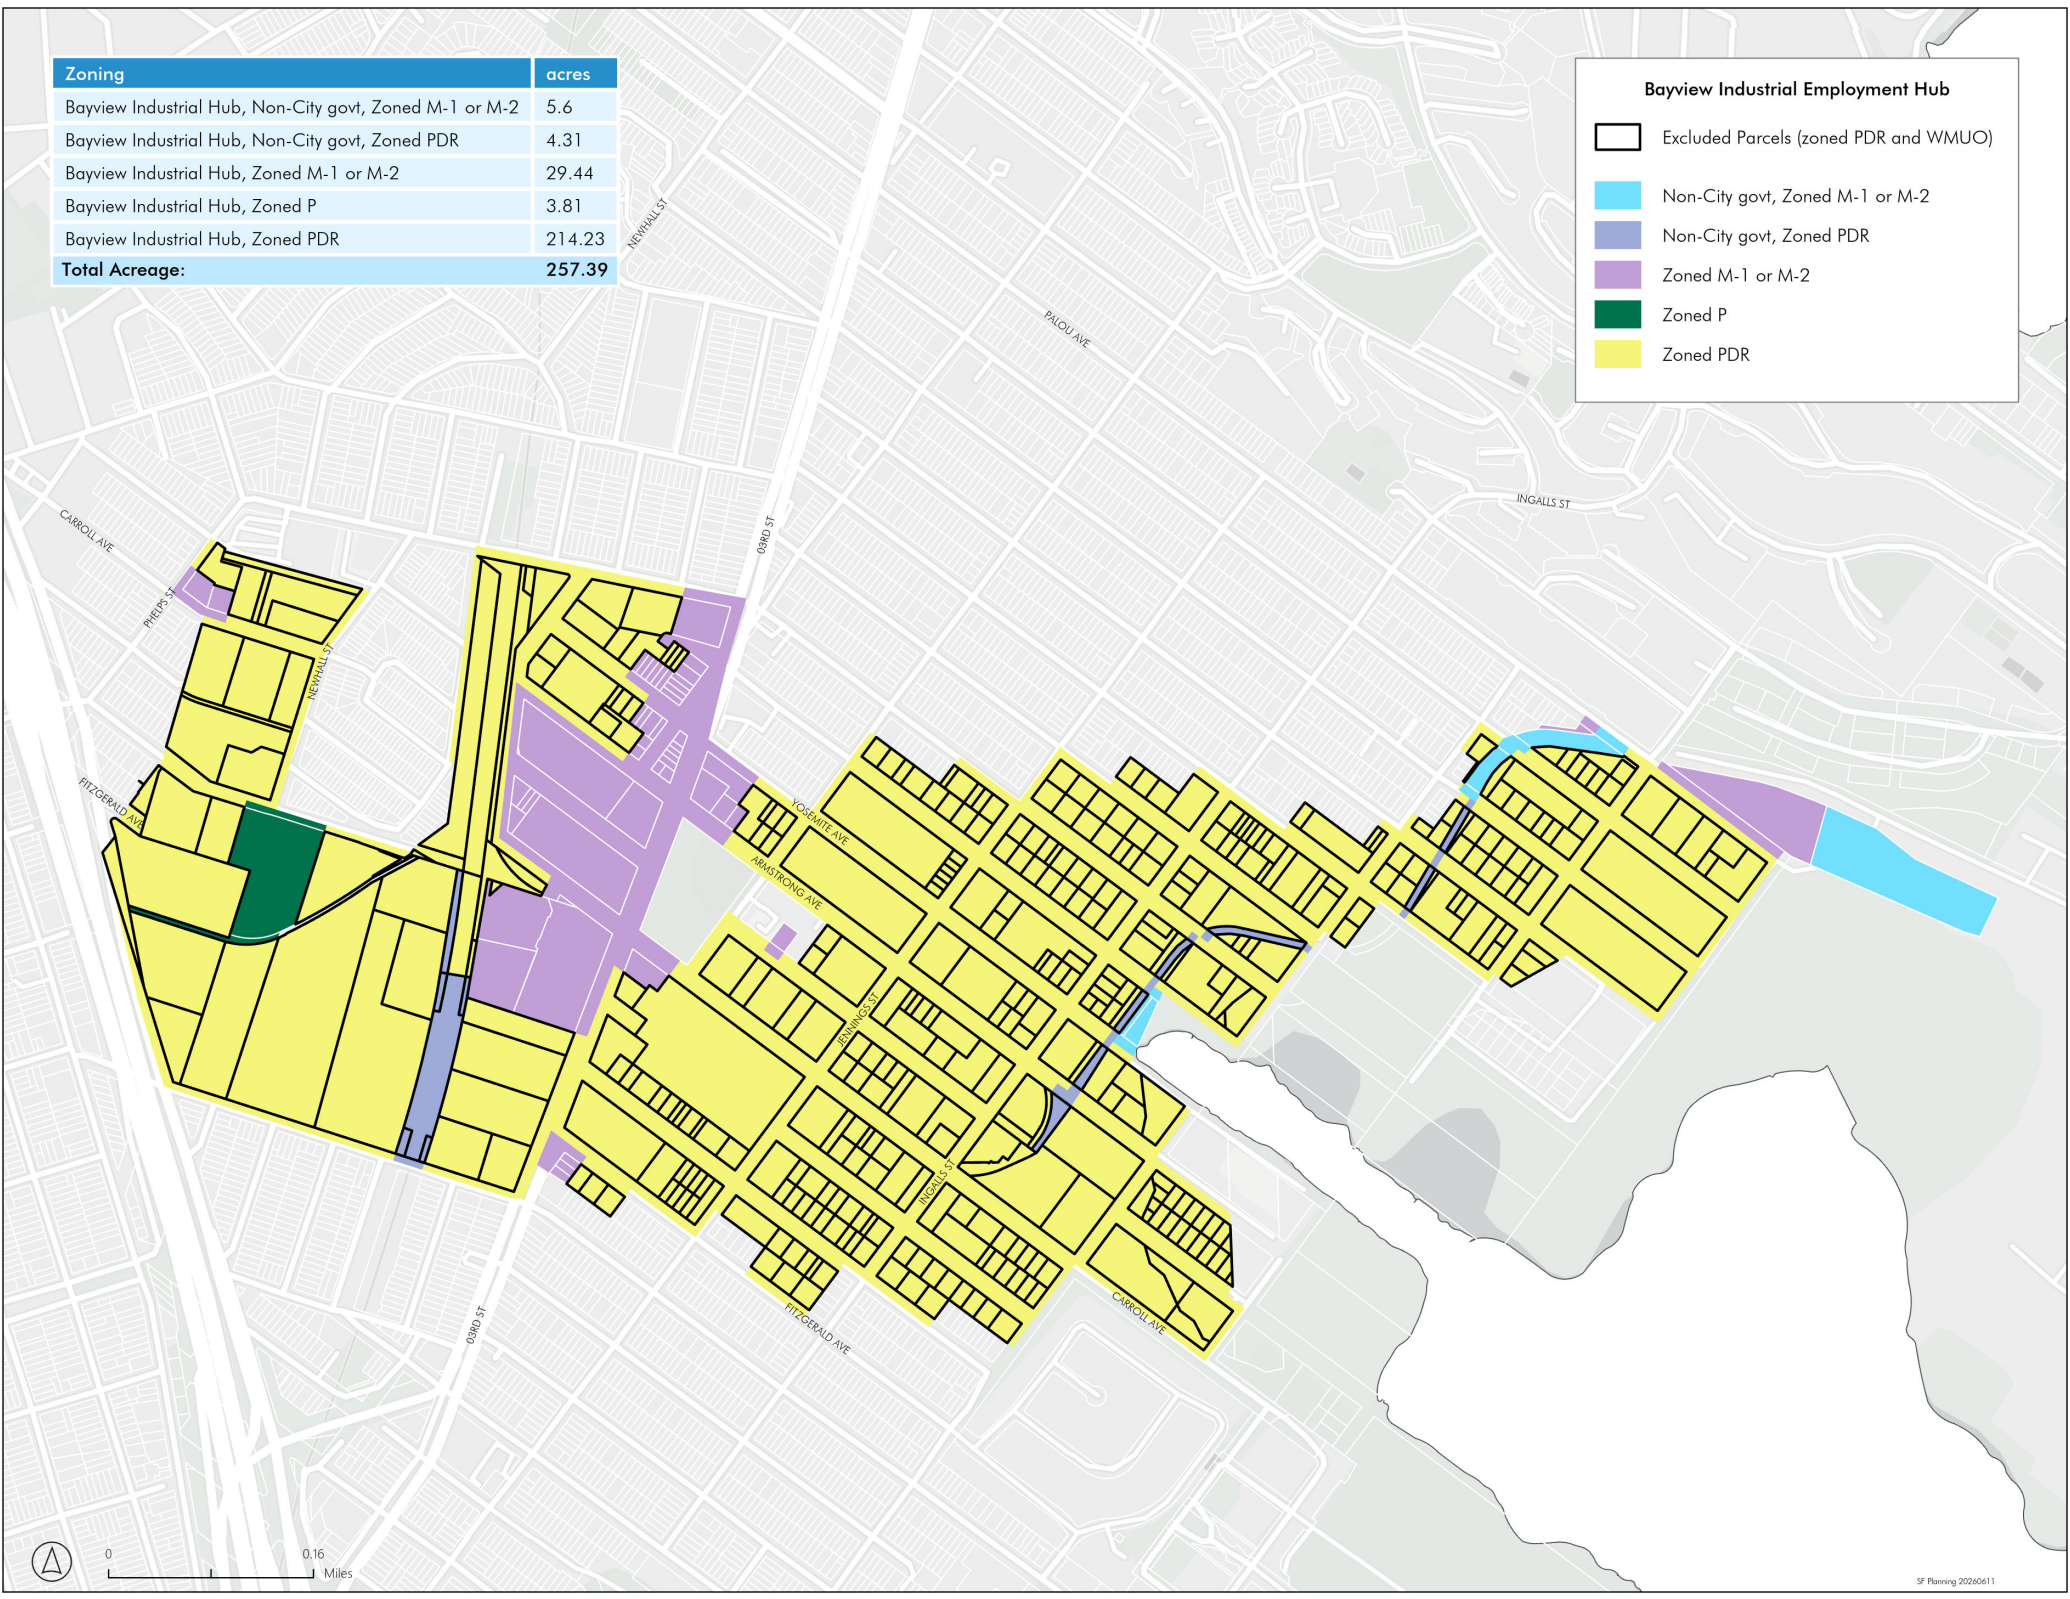 Zoning acres
Bayview Industrial Hub, Non-City govt, Zoned M-1 or M-2 5.6
Bayview Industrial Hub, Non-City govt, Zoned PDR 4.31
Bayview Industrial Hub, Zoned M-1 or M-2 29.44
Bayview Industrial Hub, Zoned P 3.81
Bayview Industrial Hub, Zoned PDR 214.23
Total Acreage: 257.39
Bayview Industrial Employment Hub
Excluded Parcels (zoned PDR and WMUO)
Non-City govt, Zoned M-1 or M-2
Non-City govt, Zoned PDR
Zoned M-1 or M-2
Zoned P
Zoned PDR
NEWHALL ST
PALOU AVE
INGALLS ST
CARROLL AVE
03RD ST
PHELPS ST
NEWHALL ST
FITZGERALD AVE
YOSEMITE AVE
ARMSTRONG AVE
JENNINGS ST
INGALLS ST
CARROLL AVE
03RD ST
FITZGERALD AVE
0 0.16
Miles
SF Planning 20260611